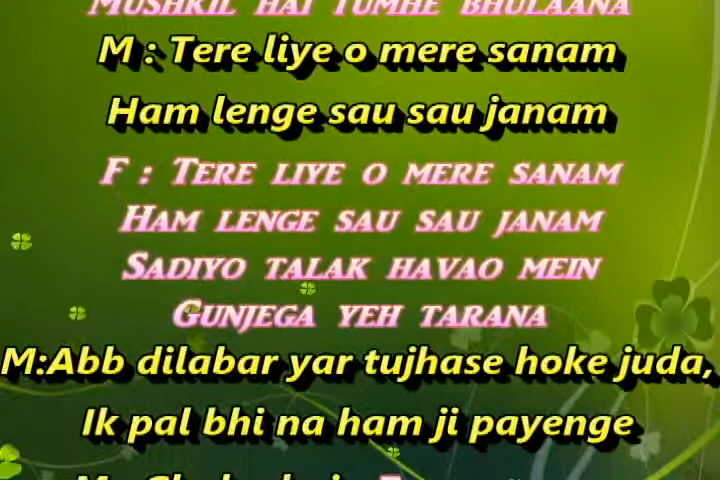 MUSHKIL HAI TUMHE BHULAANA
M : Tere liye o mere sanam
Ham lenge sau sau janam
F : TERE LIYE O MERE SANAM
HAM LENGE SAU SAU JANAM
SADIYO TALAK HAVAO MEIN
GUNJEGA YEH TARANA
M:Abb dilabar yar tujhase hoke juda,
Ik pal bhi na ham ji payenge